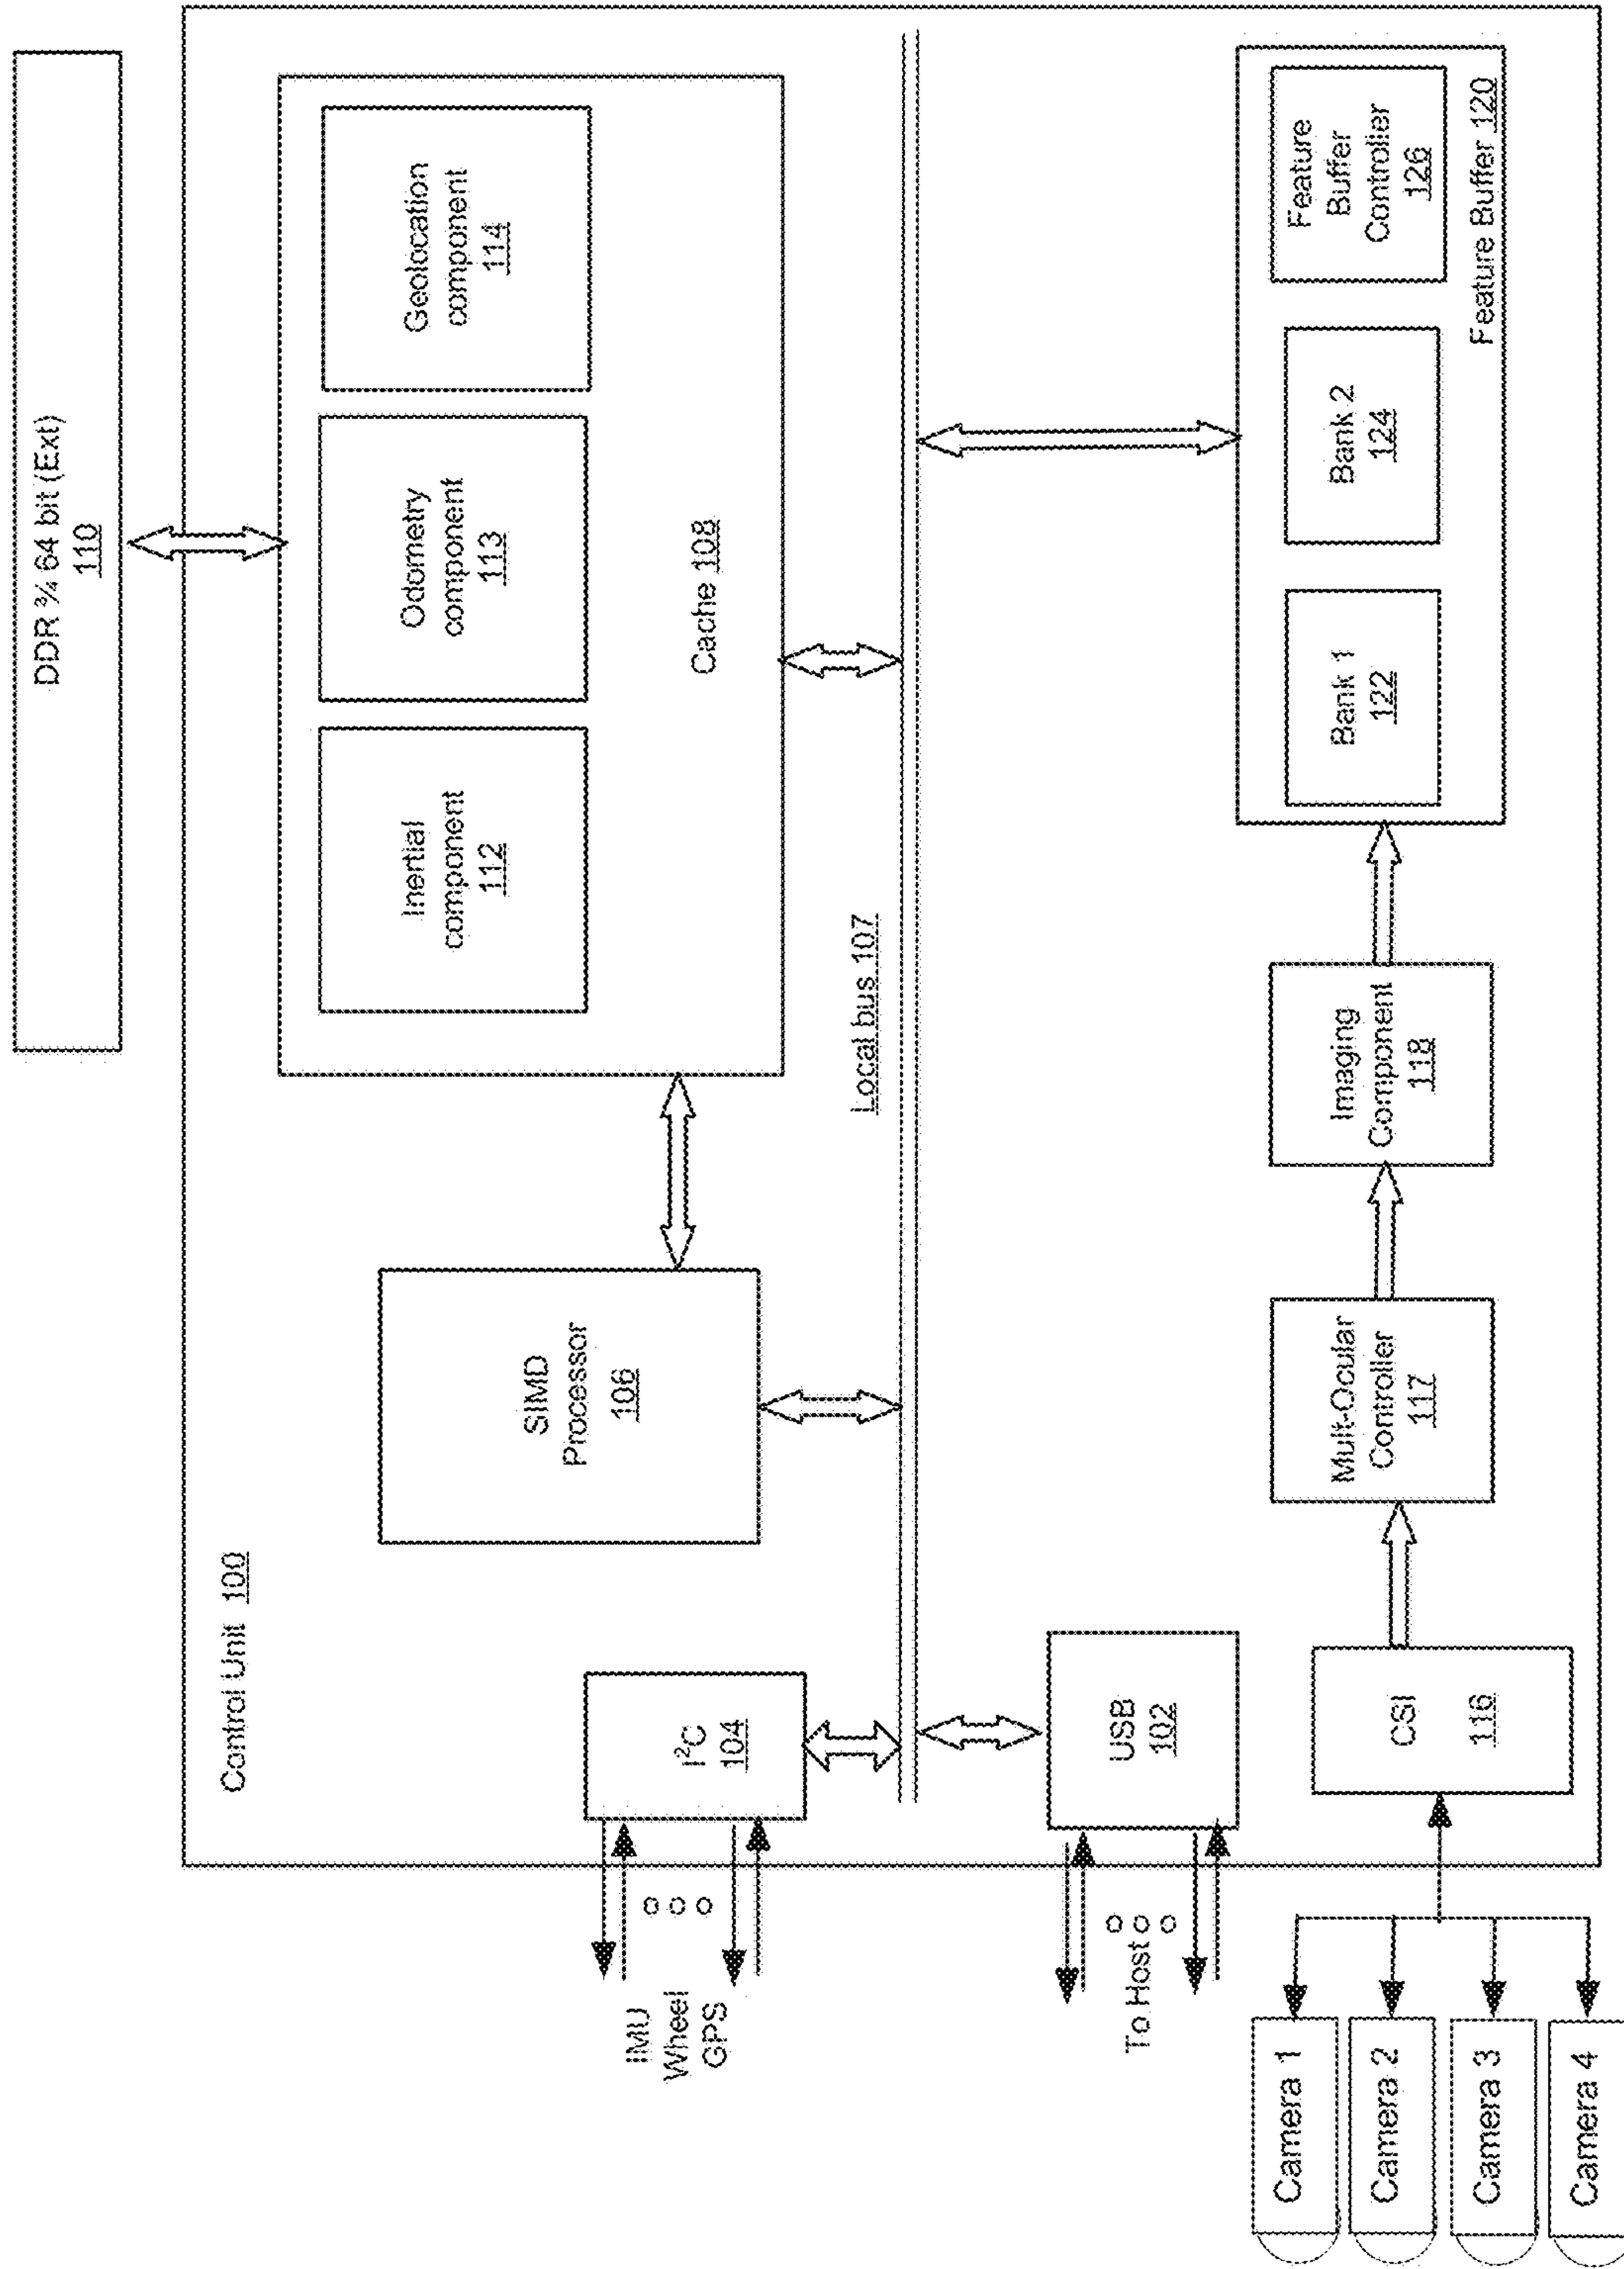 DDR ¾ 64 bit (Ext)
110
Control Unit 100
Inertial
component
112
Odometry
component
113
Geolocation
component
114
Cache 108
SIMD
Processor
106
I²C
104
IMU
Wheel
GPS
Local bus 107
USB
102
To Host
CSI
116
Mult-Ocular
Controller
117
Imaging
Component
118
Bank 1
122
Bank 2
124
Feature
Buffer
Controller
126
Feature Buffer 120
Camera 1
Camera 2
Camera 3
Camera 4